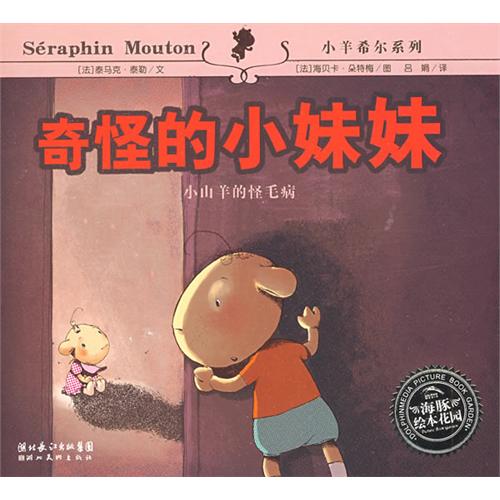 Séraphin Mouton
小羊希尔系列
[法]泰马克·泰勒/文
[法]海贝卡·朵特梅/图 吕娟/译
奇怪的小妹妹
小山羊的怪毛病
DOLPHINMEDIA PICTURE BOOK GARDEN
海豚
绘本花园
湖北长江出版集团
湖北美术出版社